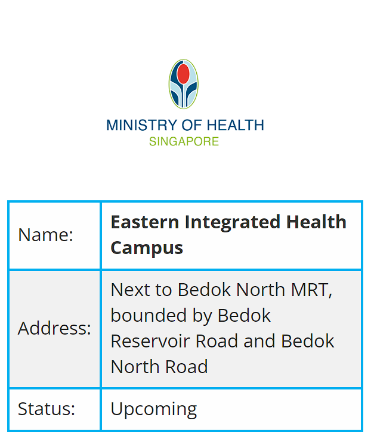 MINISTRY OF HEALTH
SINGAPORE
Name:
Eastern Integrated Health
Campus
Address:
Next to Bedok North MRT,
bounded by Bedok
Reservoir Road and Bedok
North Road
Status:
Upcoming